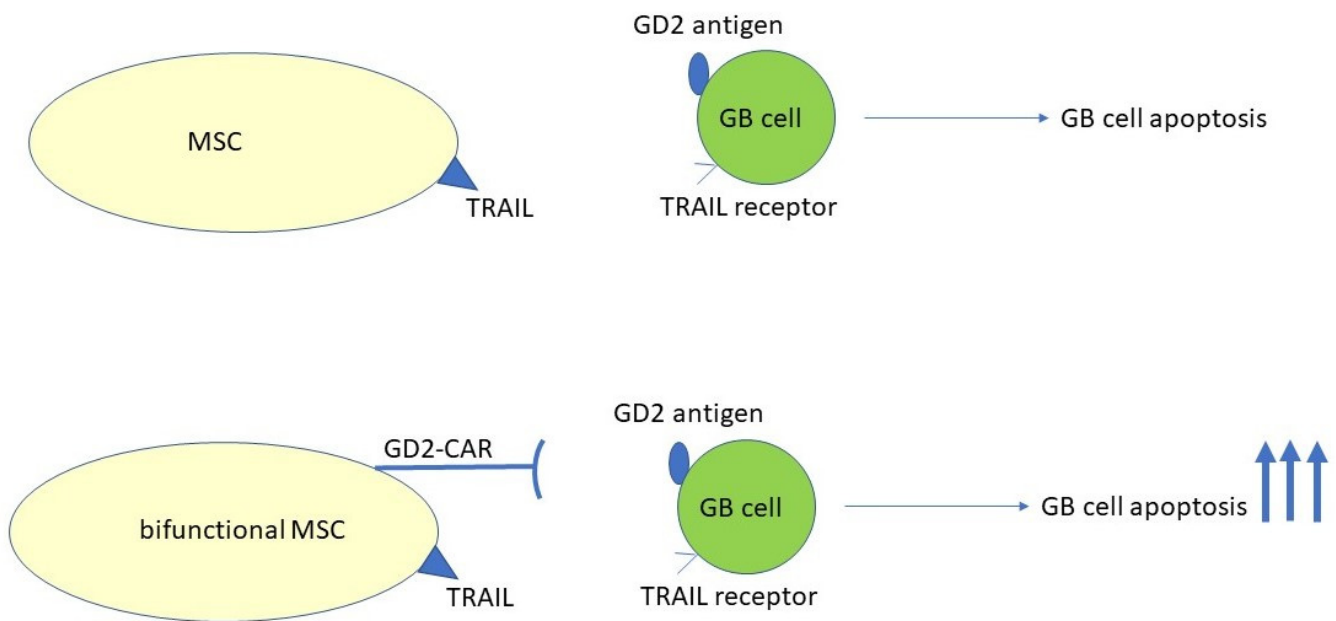 GD2 antigen
MSC
GB cell
GB cell apoptosis
TRAIL
TRAIL receptor
GD2 antigen
GD2-CAR
bifunctional MSC
GB cell
GB cell apoptosis
TRAIL
TRAIL receptor